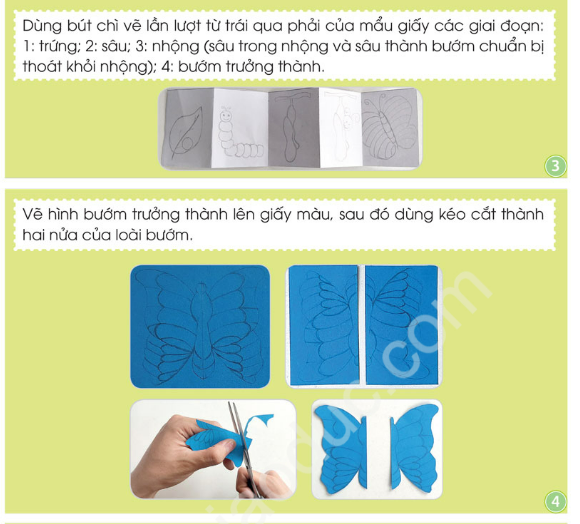 Dùng bút chì vẽ lần lượt từ trái qua phải của mẩu giấy các giai đoạn:
1: trứng; 2: sâu; 3: nhộng (sâu trong nhộng và sâu thành bướm chuẩn bị
thoát khỏi nhộng); 4: bướm trưởng thành.
3
Vẽ hình bướm trưởng thành lên giấy màu, sau đó dùng kéo cắt thành
hai nửa của loài bướm.
4